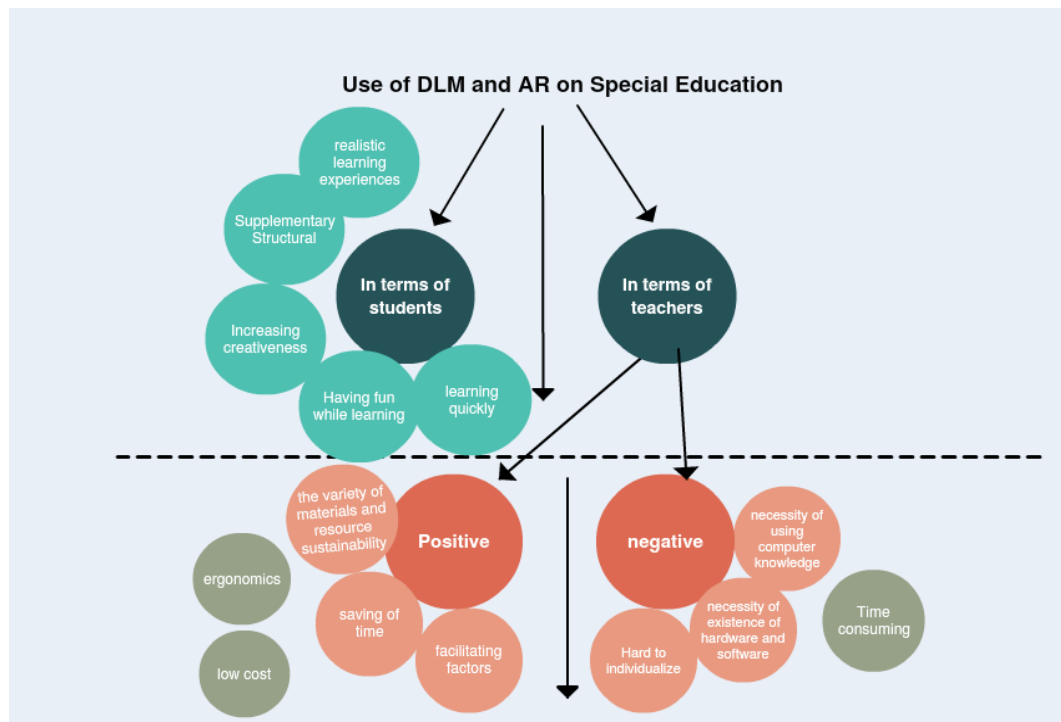 Use of DLM and AR on Special Education
realistic
learning
experiences
Supplementary
Structural
In terms of
students
In terms of
teachers
Increasing
creativeness
Having fun
while learning
learning
quickly
the variety of
materials and
resource
sustainability
Positive
negative
necessity of
using
computer
knowledge
ergonomics
saving of
time
necessity of
existence of
hardware and
software
Time
consuming
low cost
facilitating
factors
Hard to
individualize